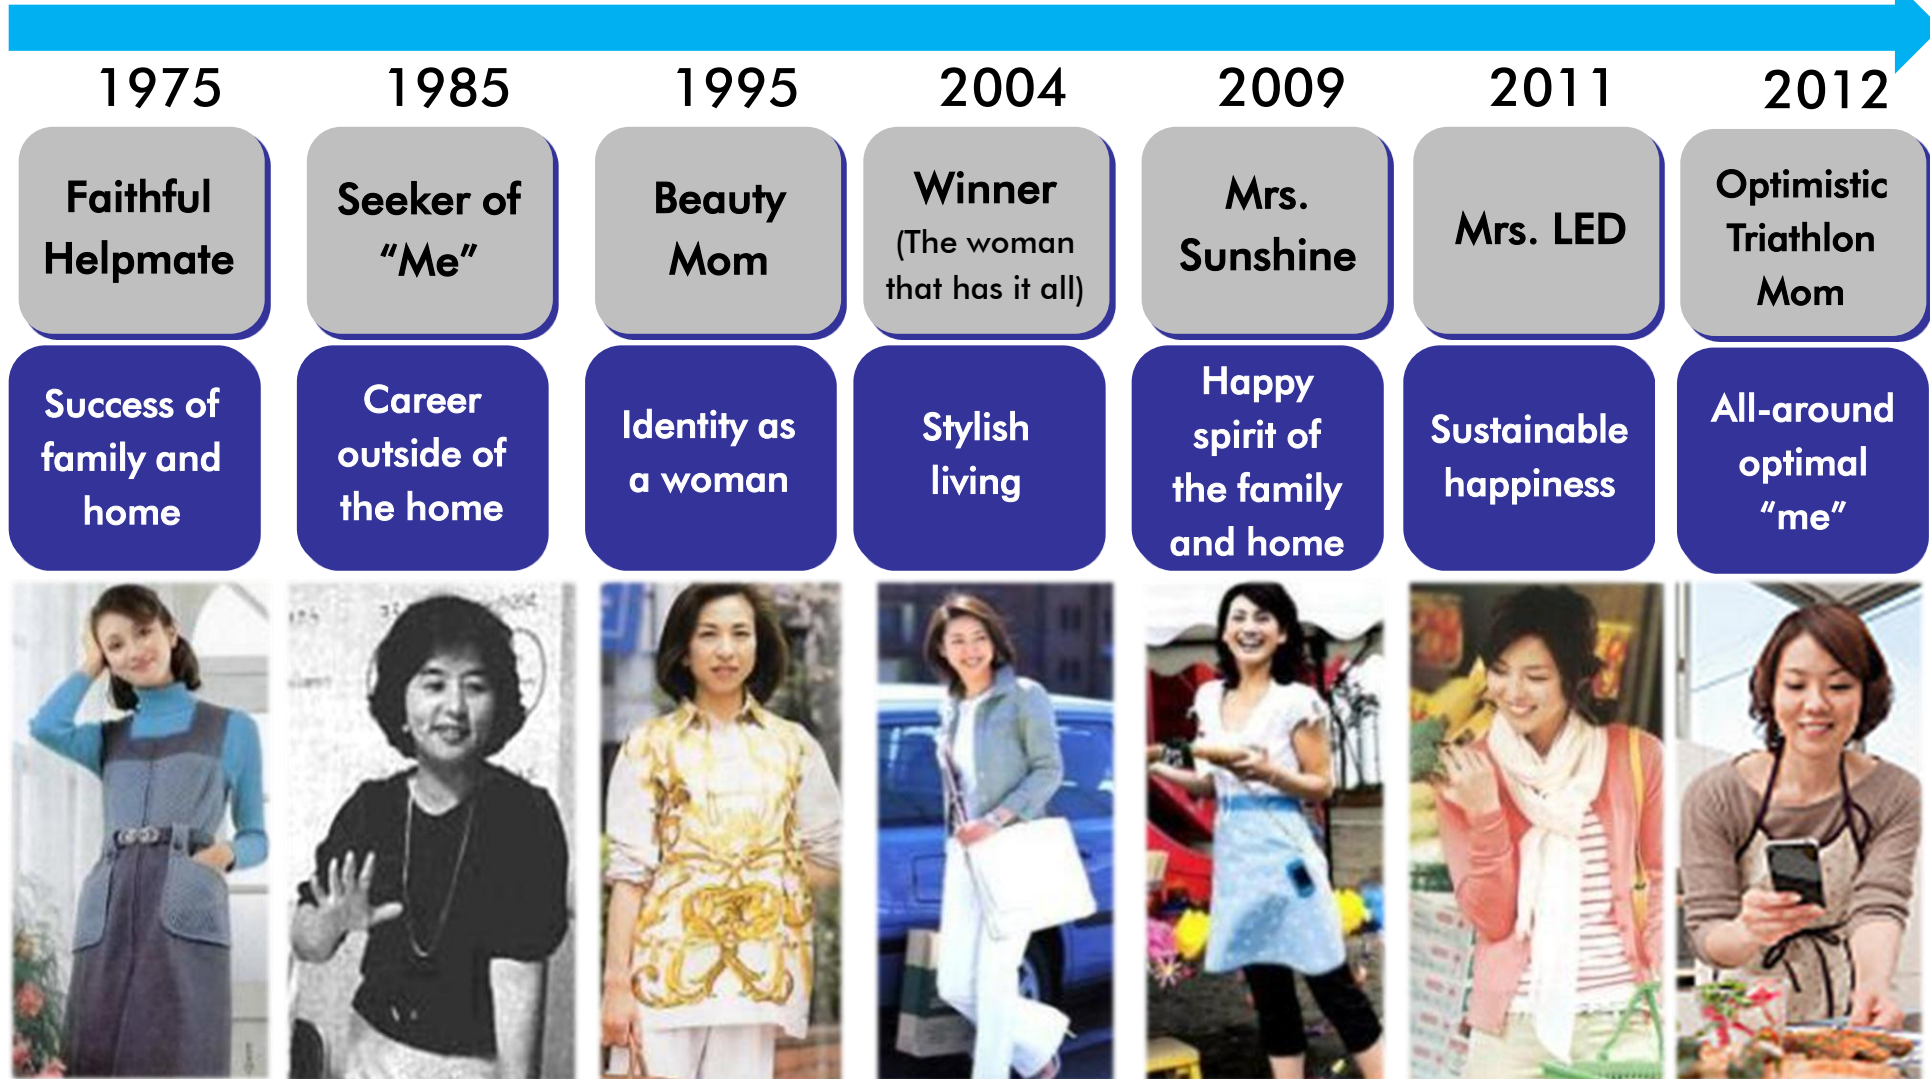 1975
1985
1995
2004
2009
2011
2012
Faithful
Helpmate
Seeker of
“Me”
Beauty
Mom
Winner
(The woman
that has it all)
Mrs.
Sunshine
Mrs. LED
Optimistic
Triathlon
Mom
Success of
family and
home
Career
outside of
the home
Identity as
a woman
Stylish
living
Happy
spirit of
the family
and home
Sustainable
happiness
All-around
optimal
“me”